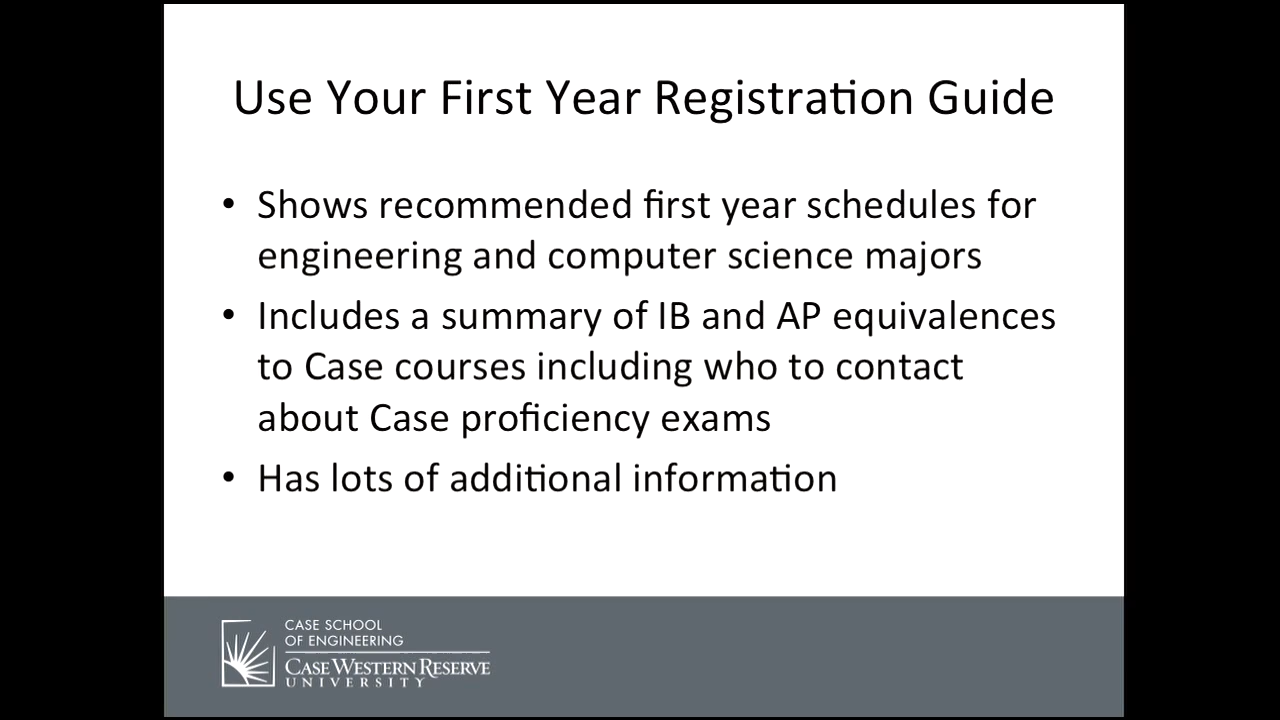 Use Your First Year Registration Guide
• Shows recommended first year schedules for
engineering and computer science majors
• Includes a summary of IB and AP equivalences
to Case courses including who to contact
about Case proficiency exams
• Has lots of additional information
CASE SCHOOL
OF ENGINEERING
CASE WESTERN RESERVE
UNIVERSITY